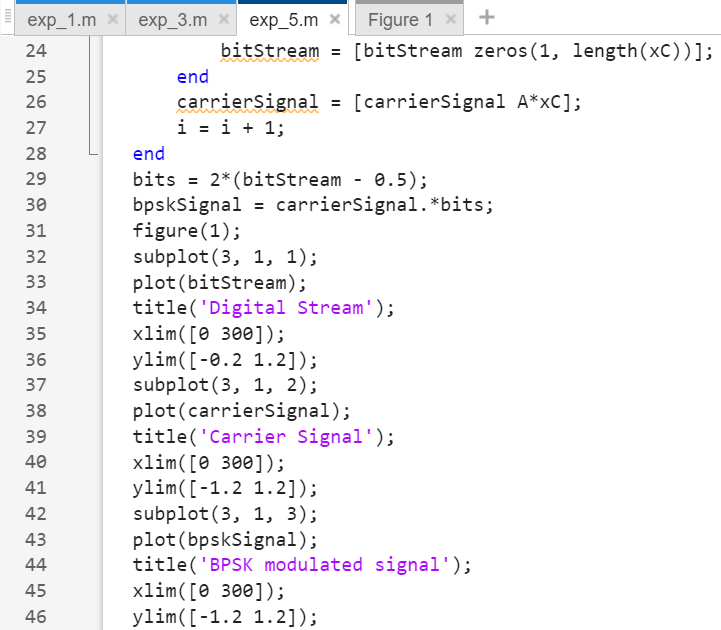 exp_1.m × exp_3.m × exp_5.m × Figure 1 × +
24 bitStream = [bitStream zeros(1, length(xC))];
25 end
26 carrierSignal = [carrierSignal A*xC];
27 i = i + 1;
28 end
29 bits = 2*(bitStream - 0.5);
30 bpskSignal = carrierSignal.*bits;
31 figure(1);
32 subplot(3, 1, 1);
33 plot(bitStream);
34 title('Digital Stream');
35 xlim([0 300]);
36 ylim([-0.2 1.2]);
37 subplot(3, 1, 2);
38 plot(carrierSignal);
39 title('Carrier Signal');
40 xlim([0 300]);
41 ylim([-1.2 1.2]);
42 subplot(3, 1, 3);
43 plot(bpskSignal);
44 title('BPSK modulated signal');
45 xlim([0 300]);
46 ylim([-1.2 1.2]);